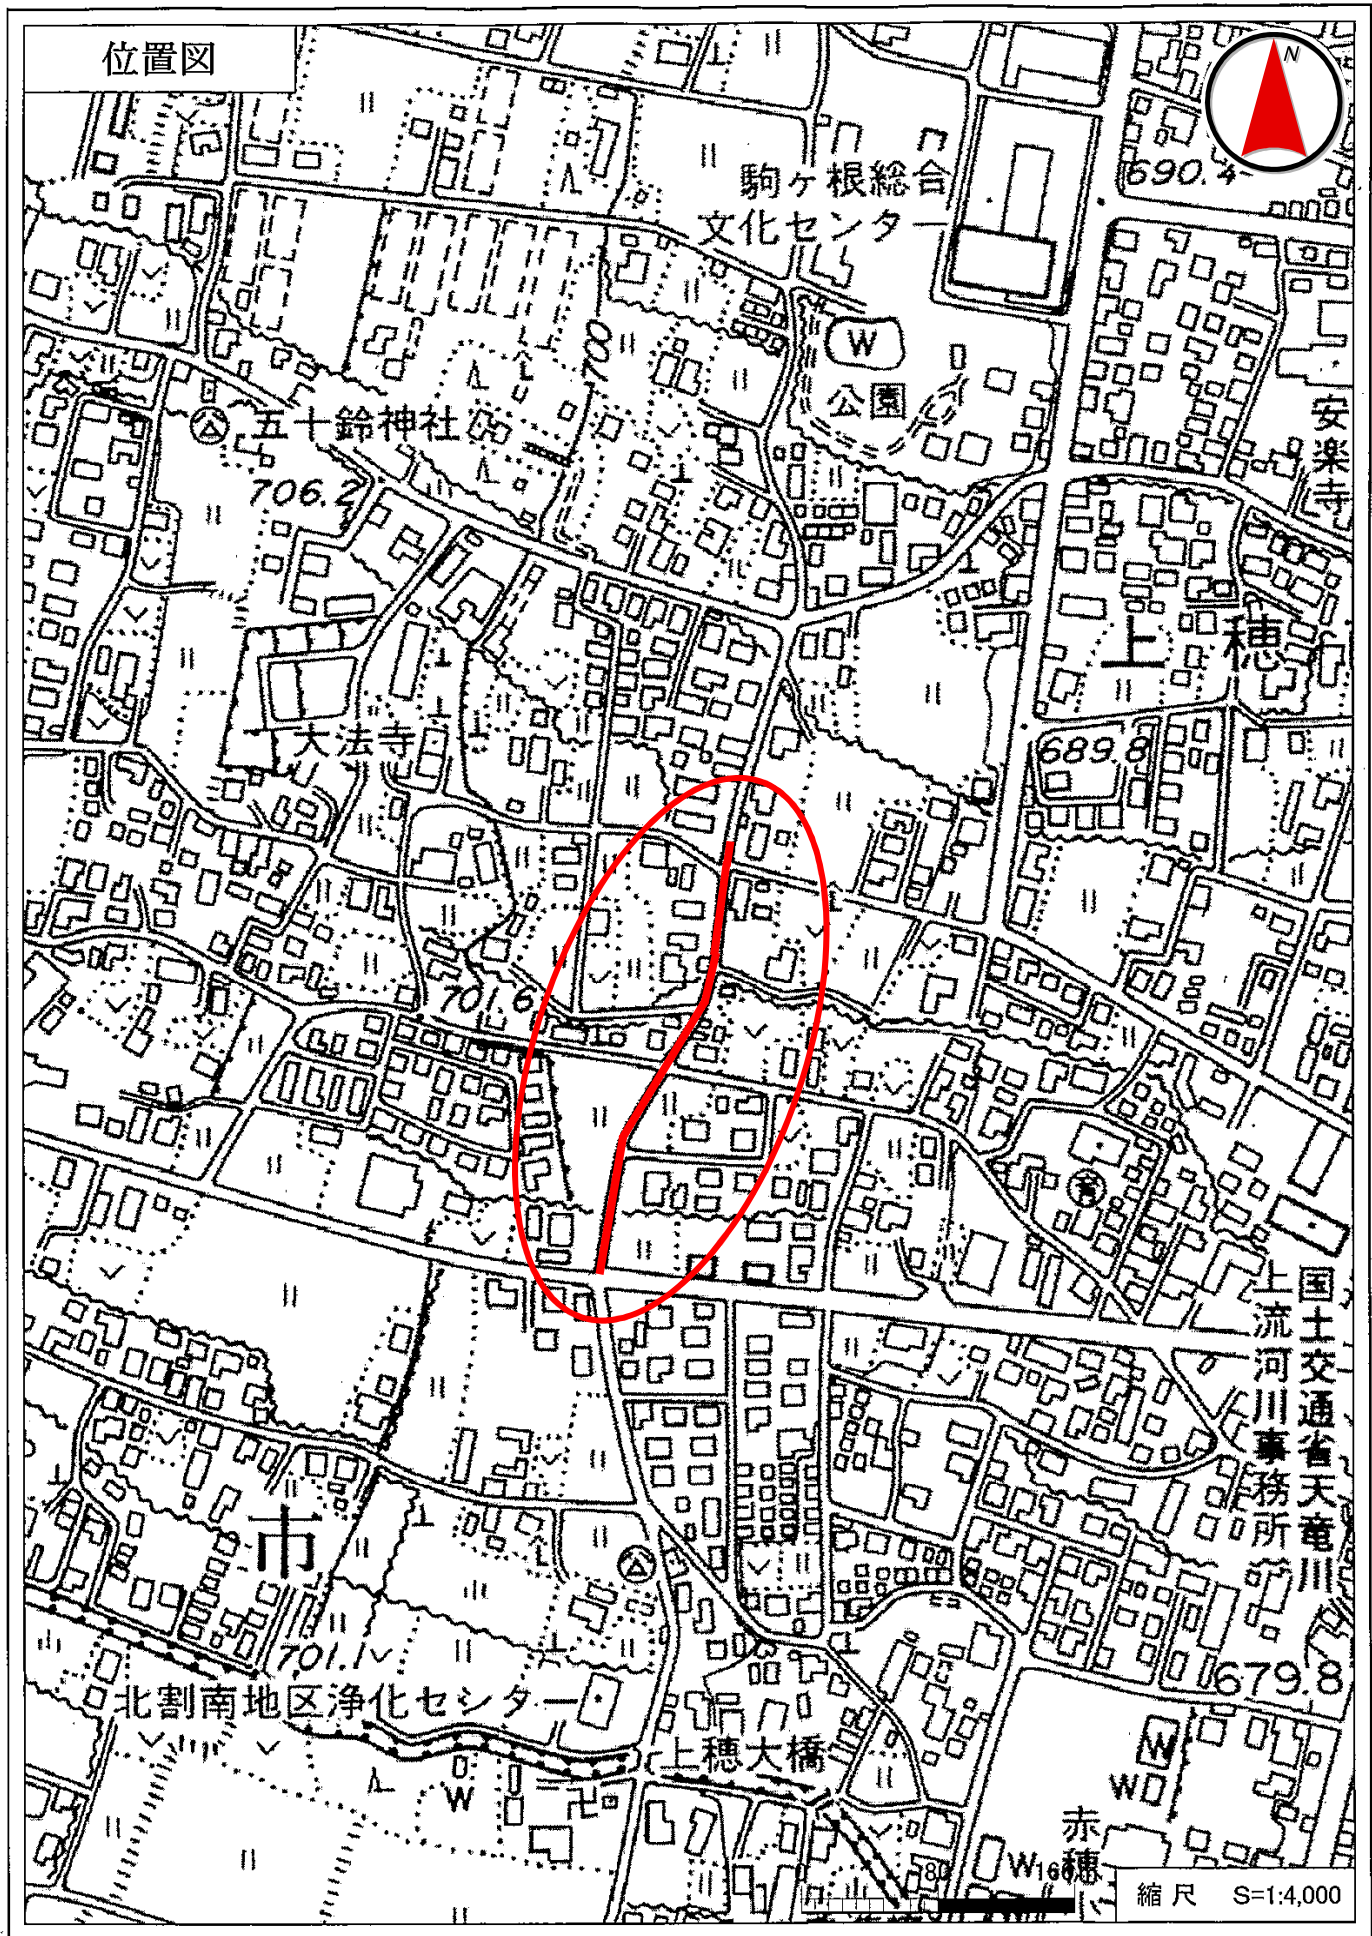 位置図
N
駒ヶ根総合
文化センター
690.4
700
W
公園
安楽寺
五十鈴神社
706.2
上穂
大法寺
689.8
701.6
国土交通省天竜川
上流河川事務所
市
701.1
679.8
北割南地区浄化センター
上穂大橋
W
W
W
W
赤穂
80
160
縮尺 S=1:4,000